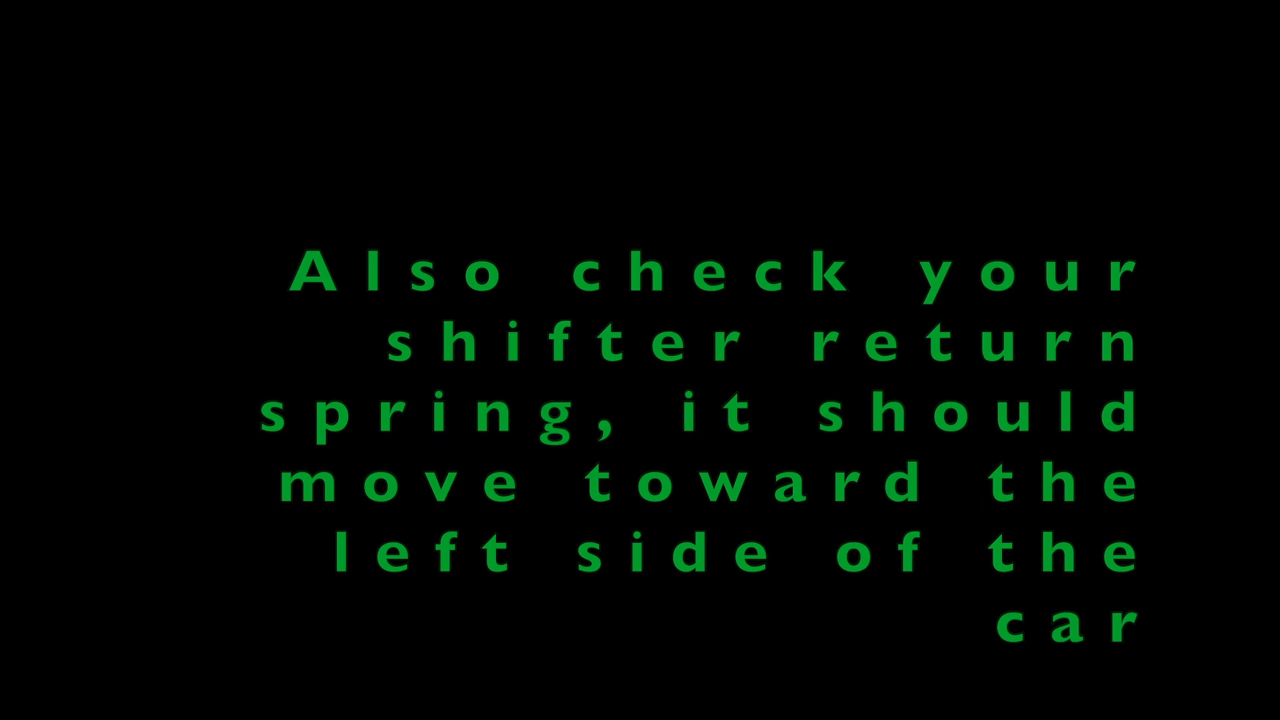 Also check your
shifter return
spring, it should
move toward the
left side of the
car